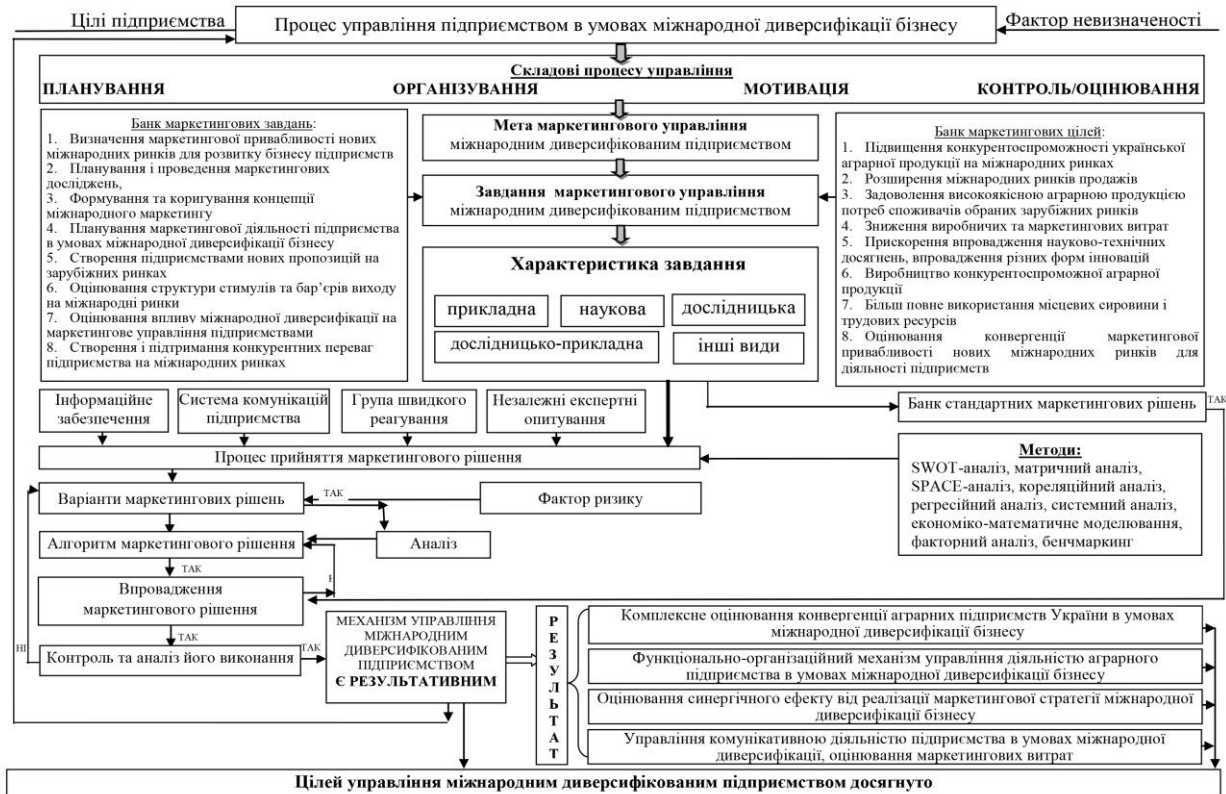 Цілі підприємства
Процес управління підприємством в умовах міжнародної диверсифікації бізнесу
Фактор невизначеності
Складові процесу управління
ПЛАНУВАННЯ ОРГАНІЗУВАННЯ МОТИВАЦІЯ КОНТРОЛЬ/ОЦІНЮВАННЯ
Банк маркетингових завдань:
1. Визначення маркетингової привабливості нових
міжнародних ринків для розвитку бізнесу підприємств
2. Планування і проведення маркетингових
досліджень,
3. Формування та коригування концепції
міжнародного маркетингу
4. Планування маркетингової діяльності підприємства
в умовах міжнародної диверсифікації бізнесу
5. Створення підприємствами нових пропозицій на
зарубіжних ринках
6. Оцінювання структури стимулів та бар’єрів виходу
на міжнародні ринки
7. Оцінювання впливу міжнародної диверсифікації на
маркетингове управління підприємствами
8. Створення і підтримання конкурентних переваг
підприємства на міжнародних ринках
Мета маркетингового управління
міжнародним диверсифікованим підприємством
Завдання маркетингового управління
міжнародним диверсифікованим підприємством
Характеристика завдання
прикладна
наукова
дослідницька
дослідницько-прикладна
інші види
Банк маркетингових цілей:
1. Підвищення конкурентоспроможності української
аграрної продукції на міжнародних ринках
2. Розширення міжнародних ринків продажів
3. Задоволення високоякісною аграрною продукцією
потреб споживачів обраних зарубіжних ринків
4. Зниження виробничих та маркетингових витрат
5. Прискорення впровадження науково-технічних
досягнень, впровадження різних форм інновацій
6. Виробництво конкурентоспроможної аграрної
продукції
7. Більш повне використання місцевих сировини і
трудових ресурсів
8. Оцінювання конвергенції маркетингової
привабливості нових міжнародних ринків для
діяльності підприємств
Інформаційне
забезпечення
Система комунікацій
підприємства
Група швидкого
реагування
Незалежні експертні
опитування
Банк стандартних маркетингових рішень
ТАК
Процес прийняття маркетингового рішення
Методи:
SWOT-аналіз, матричний аналіз,
SPACE-аналіз, кореляційний аналіз,
регресійний аналіз, системний аналіз,
економіко-математичне моделювання,
факторний аналіз, бенчмаркинг
Варіанти маркетингових рішень
ТАК
Фактор ризику
Алгоритм маркетингового рішення
Аналіз
ТАК
Н
Впровадження
маркетингового рішення
ТАК
НІ
Контроль та аналіз його виконання
ТАК
МЕХАНІЗМ УПРАВЛІННЯ
МІЖНАРОДНИМ
ДИВЕРСИФІКОВАНИМ
ПІДПРИЄМСТВОМ
Є РЕЗУЛЬТАТИВНИМ
РЕЗУЛЬТАТ
Комплексне оцінювання конвергенції аграрних підприємств України в умовах
міжнародної диверсифікації бізнесу
Функціонально-організаційний механізм управління діяльністю аграрного
підприємства в умовах міжнародної диверсифікації бізнесу
Оцінювання синергічного ефекту від реалізації маркетингової стратегії міжнародної
диверсифікації бізнесу
Управління комунікативною діяльністю підприємства в умовах міжнародної
диверсифікації, оцінювання маркетингових витрат
Цілей управління міжнародним диверсифікованим підприємством досягнуто